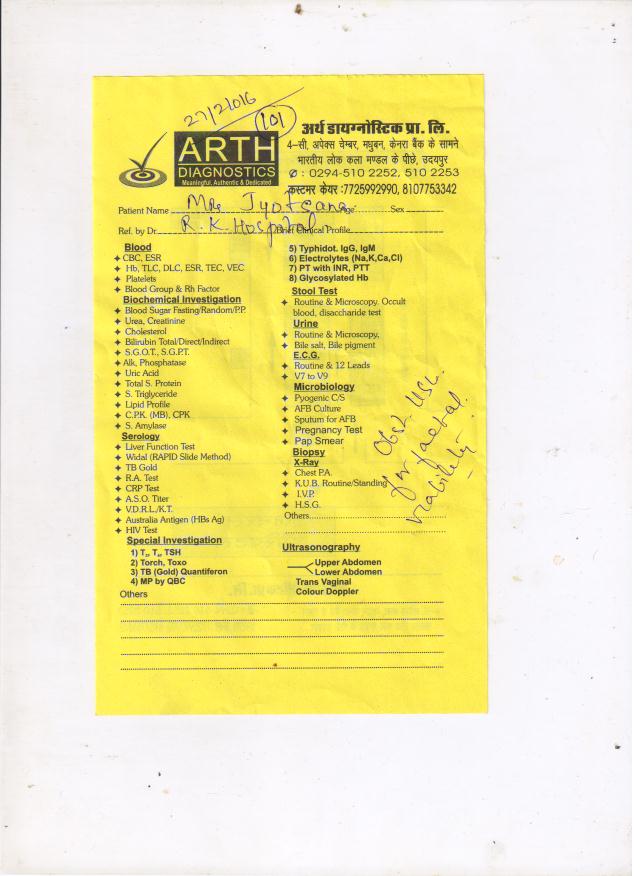 27/2016
101
ARTH
DIAGNOSTICS
Meaningful, Authentic & Dedicated
अर्थ डायग्नोस्टिक प्रा. लि.
4–सी, अपेक्स चेम्बर, मधुबन, केनरा बैंक के सामने
भारतीय लोक कला मण्डल के पीछे, उदयपुर
✆ : 0294-510 2252, 510 2253
कस्टमर केयर :7725992990, 8107753342
Patient Name Mrs Jyotsana Age Sex
Ref. by Dr. R.K. Hospital Brief Clinical Profile
Blood
CBC, ESR
Hb, TLC, DLC, ESR, TEC, VEC
Platelets
Blood Group & Rh Factor
Biochemical Investigation
Blood Sugar Fasting/Random/P.P.
Urea, Creatinine
Cholesterol
Bilirubin Total/Direct/Indirect
S.G.O.T., S.G.P.T.
Alk, Phosphatase
Uric Acid
Total S. Protein
S. Triglyceride
Lipid Profile
C.P.K. (MB), CPK
S. Amylase
Serology
Liver Function Test
Widal (RAPID Slide Method)
TB Gold
R.A. Test
CRP Test
A.S.O. Titer
V.D.R.L./K.T.
Australia Antigen (HBs Ag)
HIV Test
Special Investigation
1) T3, T4, TSH
2) Torch, Toxo
3) TB (Gold) Quantiferon
4) MP by QBC
5) Typhidot. IgG, IgM
6) Electrolytes (Na,K,Ca,Cl)
7) PT with INR, PTT
8) Glycosylated Hb
Stool Test
Routine & Microscopy. Occult
blood, disaccharide test
Urine
Routine & Microscopy,
Bile salt, Bile pigment
E.C.G.
Routine & 12 Leads
V7 to V9
Microbiology
Pyogenic C/S
AFB Culture
Sputum for AFB
Pregnancy Test
Pap Smear
Biopsy
X-Ray
Chest P.A.
K.U.B. Routine/Standing
I.V.P.
H.S.G.
Others
Obst. USG.
for faetal
viability
Ultrasonography
Upper Abdomen
Lower Abdomen
Trans Vaginal
Colour Doppler
Others